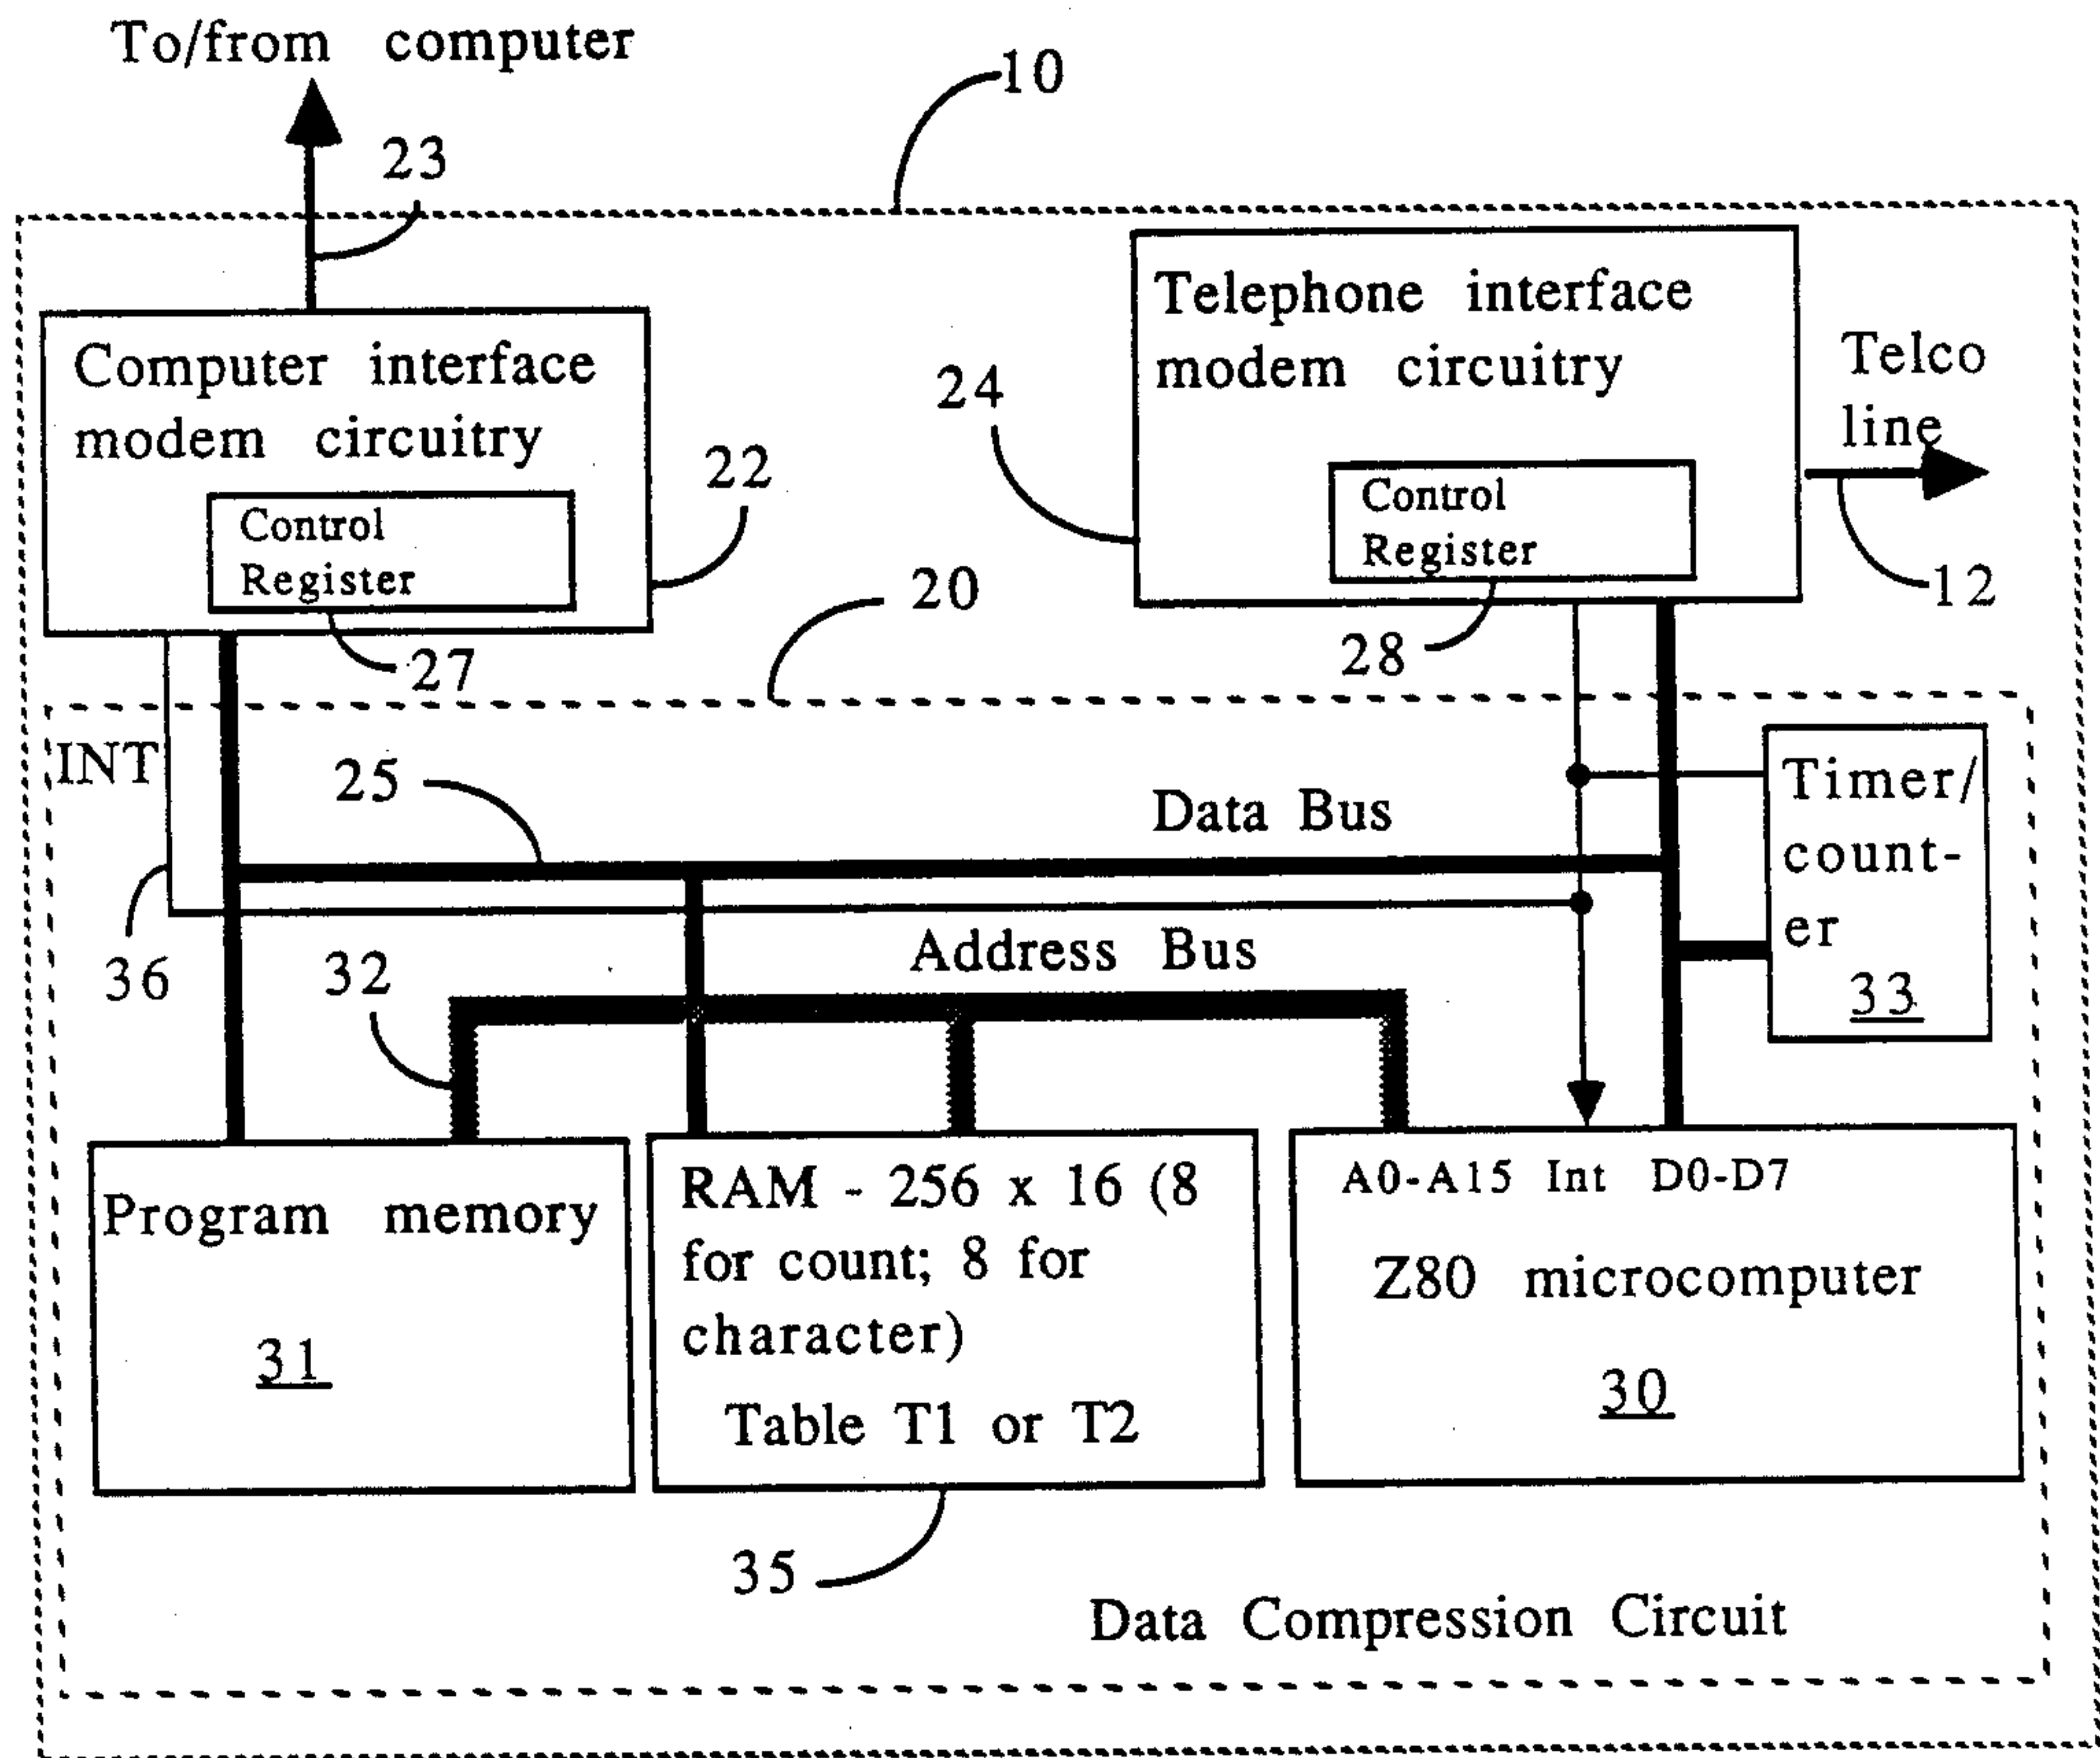 To/from computer
10
23
Telephone interface
modem circuitry
Computer interface
modem circuitry
Telco
line
24
22
Control
Register
Control
Register
12
20
28
27
INT
25
Data Bus
Timer/
count-
er
33
36
32
Address Bus
A0-A15 Int D0-D7
RAM - 256 x 16 (8
for count; 8 for
character)
Table T1 or T2
Program memory
31
Z80 microcomputer
30
35
Data Compression Circuit